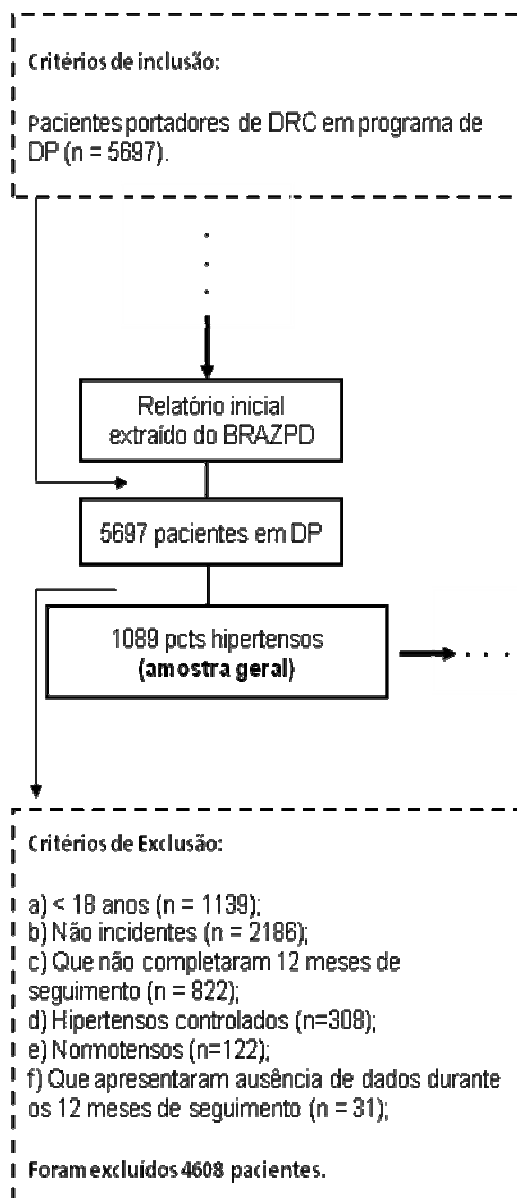 Critérios de inclusão:
Pacientes portadores de DRC em programa de
DP (n = 5697).
Relatório inicial
extraído do BRAZPD
5697 pacientes em DP
1089 pcts hipertensos
(amostra geral)
Critérios de Exclusão:
a) < 18 anos (n = 1139);
b) Não incidentes (n = 2186);
c) Que não completaram 12 meses de
seguimento (n = 822);
d) Hipertensos controlados (n=308);
e) Normotensos (n=122);
f) Que apresentaram ausência de dados durante
os 12 meses de seguimento (n = 31);
Foram excluídos 4608 pacientes.